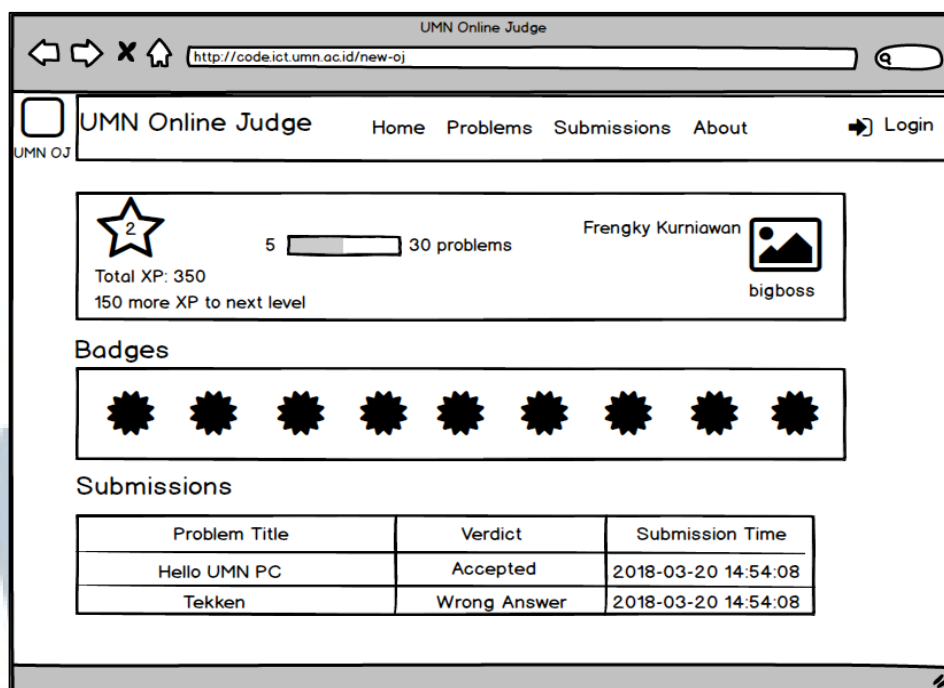 UMN Online Judge
http://code.ict.umn.ac.id/new-oj
UMN OJ
UMN Online Judge Home Problems Submissions About Login
2
5 30 problems
Frengky Kurniawan
Total XP: 350
150 more XP to next level
bigboss
Badges
Submissions
Problem Title Verdict Submission Time
Hello UMN PC Accepted 2018-03-20 14:54:08
Tekken Wrong Answer 2018-03-20 14:54:08